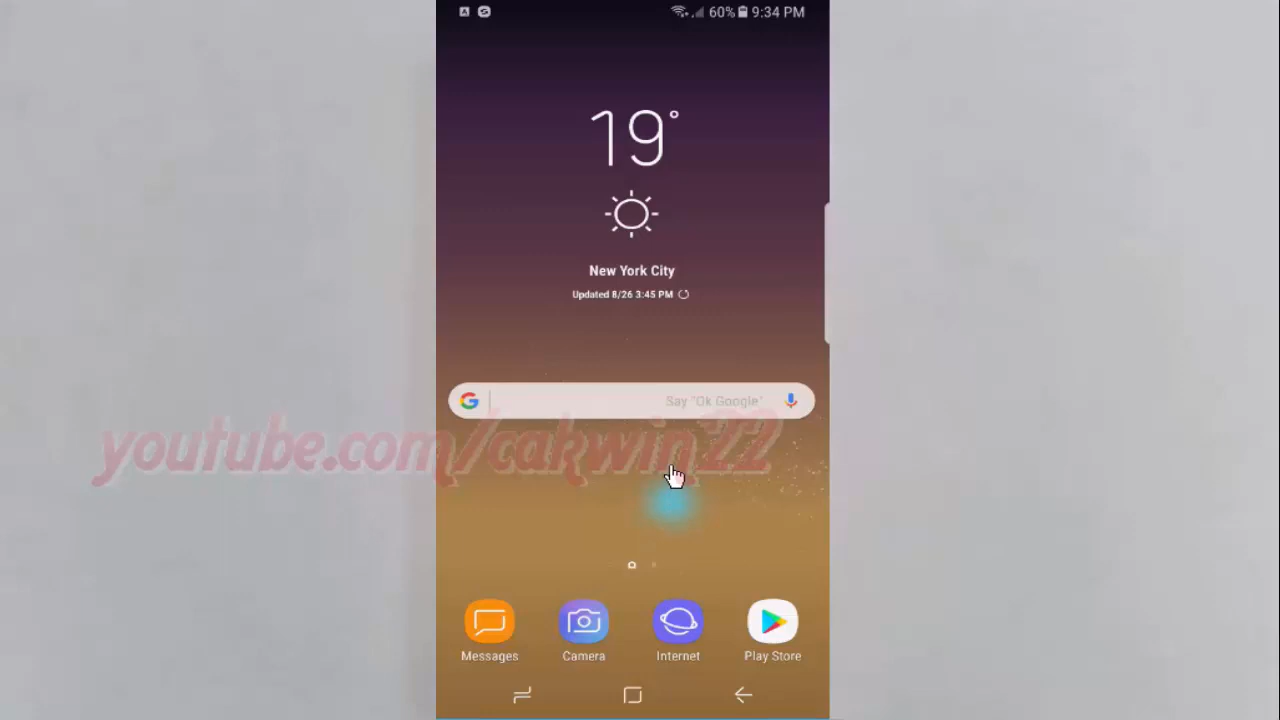 60% 9:34 PM
19°
New York City
Updated 8/26 3:45 PM
Say "Ok Google"
youtube.com/cakwin22
Messages Camera Internet Play Store